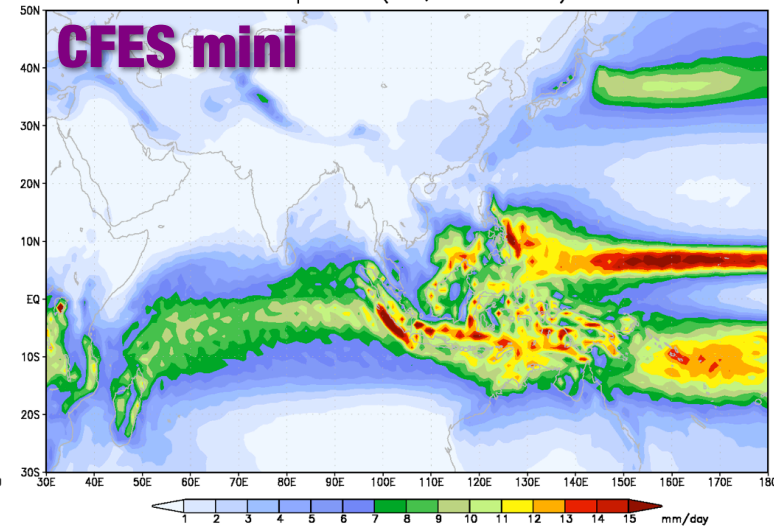 50N
CFES mini
40N
30N
20N
10N
EQ
10S
20S
30S
30E 40E 50E 60E 70E 80E 90E 100E 110E 120E 130E 140E 150E 160E 170E 180
1 2 3 4 5 6 7 8 9 10 11 12 13 14 15 mm/day